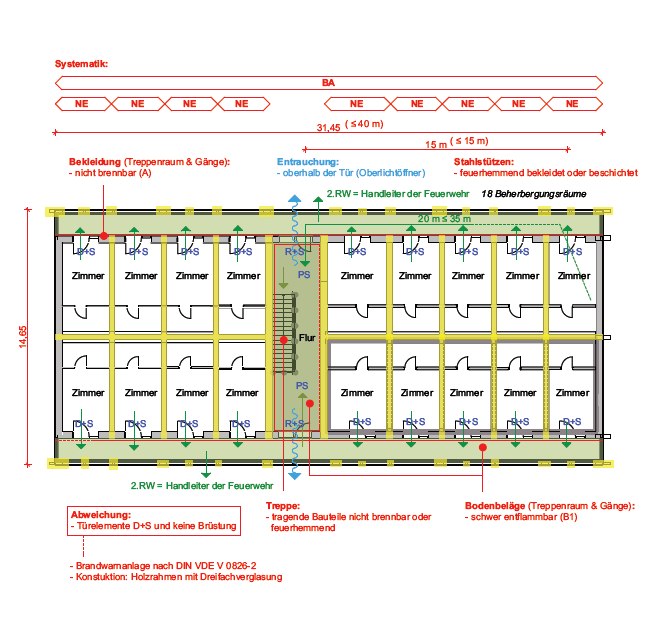 Systematik:
BA
NE NE NE NE NE NE NE NE NE
31,45 (≤ 40 m)
15 m (≤ 15 m)
Bekleidung (Treppenraum & Gänge):
- nicht brennbar (A)
Entrauchung:
- oberhalb der Tür (Oberlichtöffner)
Stahlstützen:
- feuerhemmend bekleidet oder beschichtet
2.RW = Handleiter der Feuerwehr
18 Beherbergungsräume
20 m ≤ 35 m
D+S D+S D+S D+S R+S D+S D+S D+S D+S D+S
Zimmer Zimmer Zimmer Zimmer PS Zimmer Zimmer Zimmer Zimmer Zimmer
14,65
Flur
PS
Zimmer Zimmer Zimmer Zimmer Zimmer Zimmer Zimmer Zimmer Zimmer
D+S D+S D+S D+S R+S D+S D+S D+S D+S D+S
2.RW = Handleiter der Feuerwehr
Abweichung:
- Türelemente D+S und keine Brüstung
Treppe:
- tragende Bauteile nicht brennbar oder
feuerhemmend
Bodenbeläge (Treppenraum & Gänge):
- schwer entflammbar (B1)
- Brandwarnanlage nach DIN VDE V 0826-2
- Konstuktion: Holzrahmen mit Dreifachverglasung